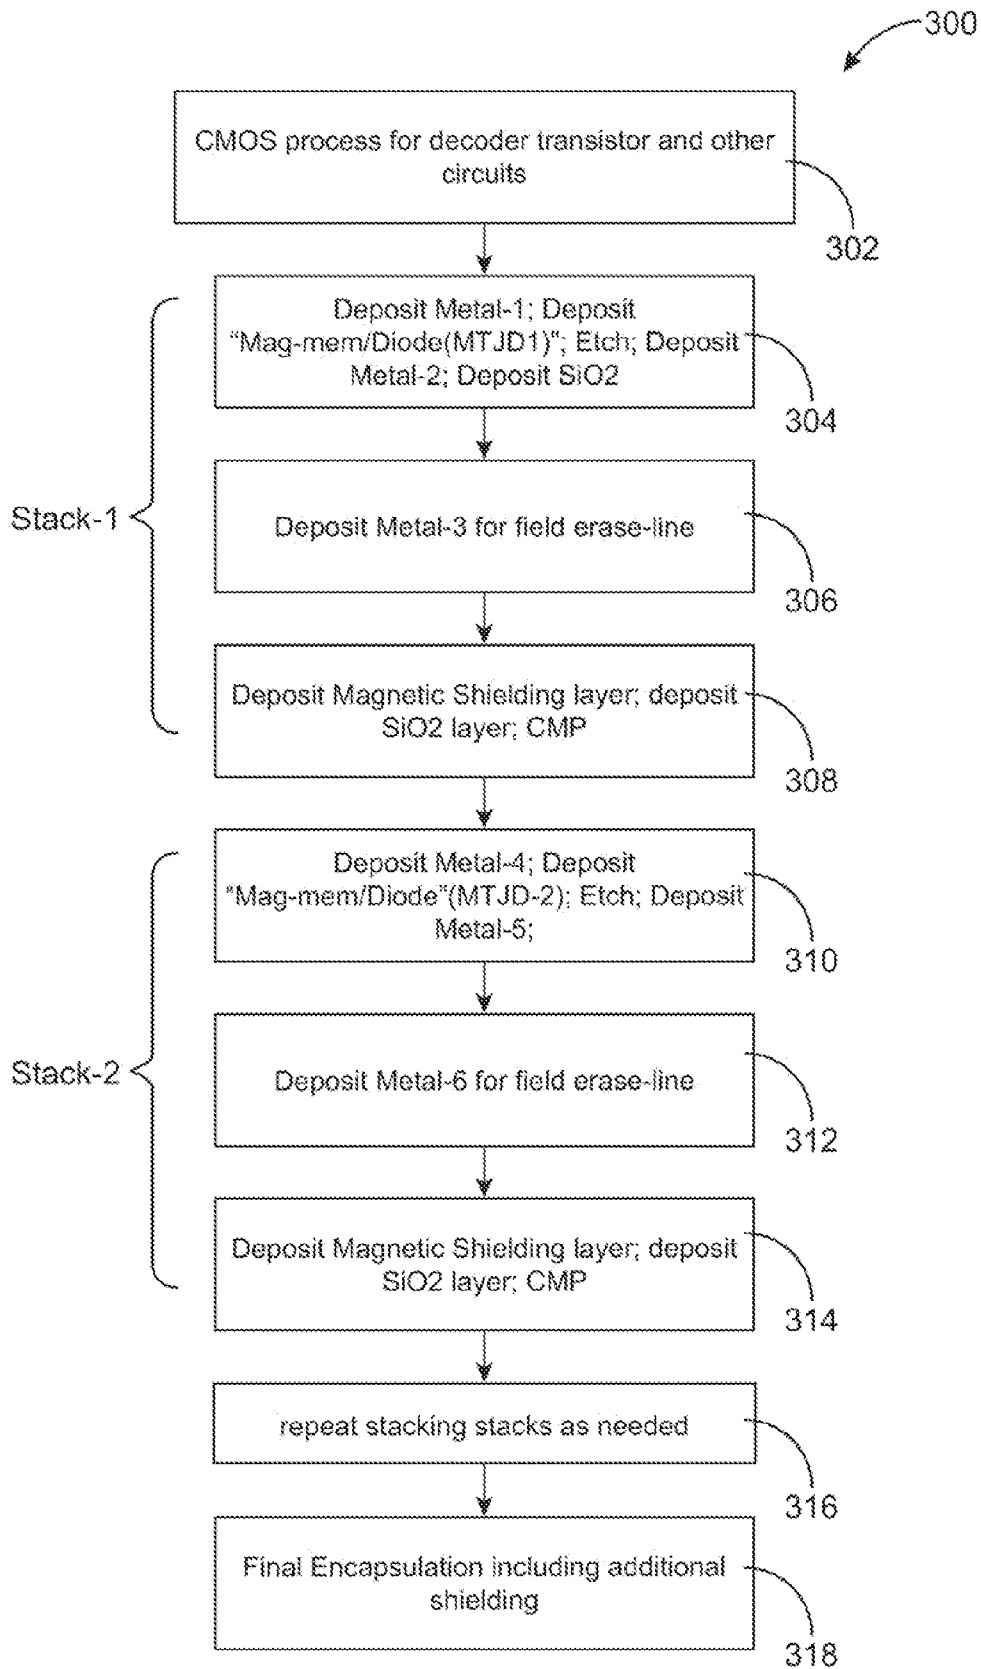 300
CMOS process for decoder transistor and other
circuits
302
Deposit Metal-1; Deposit
"Mag-mem/Diode(MTJD1)"; Etch; Deposit
Metal-2; Deposit SiO2
304
Stack-1
Deposit Metal-3 for field erase-line
306
Deposit Magnetic Shielding layer; deposit
SiO2 layer; CMP
308
Deposit Metal-4; Deposit
"Mag-mem/Diode"(MTJD-2); Etch; Deposit
Metal-5;
310
Stack-2
Deposit Metal-6 for field erase-line
312
Deposit Magnetic Shielding layer; deposit
SiO2 layer; CMP
314
repeat stacking stacks as needed
316
Final Encapsulation including additional
shielding
318